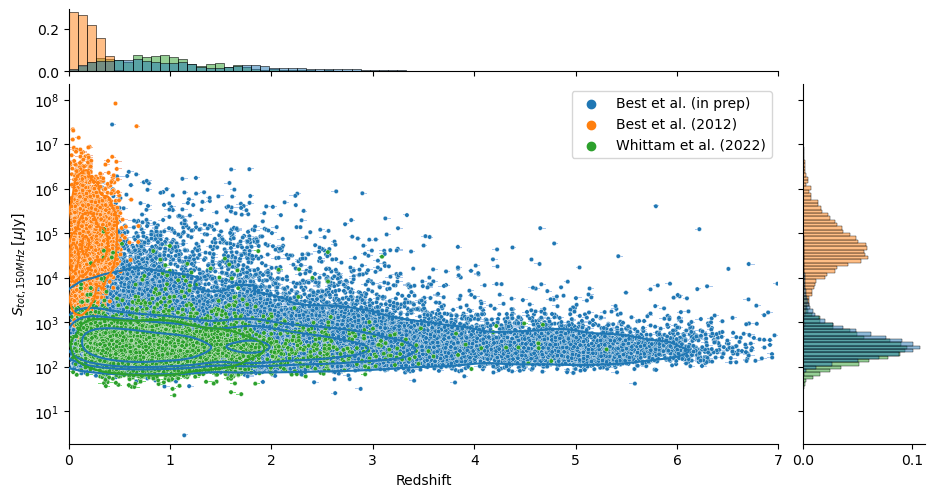 0.2
0.0
10^8
10^7
10^6
10^5
10^4
10^3
10^2
10^1
S_tot,150MHz [μJy]
Best et al. (in prep)
Best et al. (2012)
Whittam et al. (2022)
0 1 2 3 4 5 6 7
Redshift
0.0 0.1